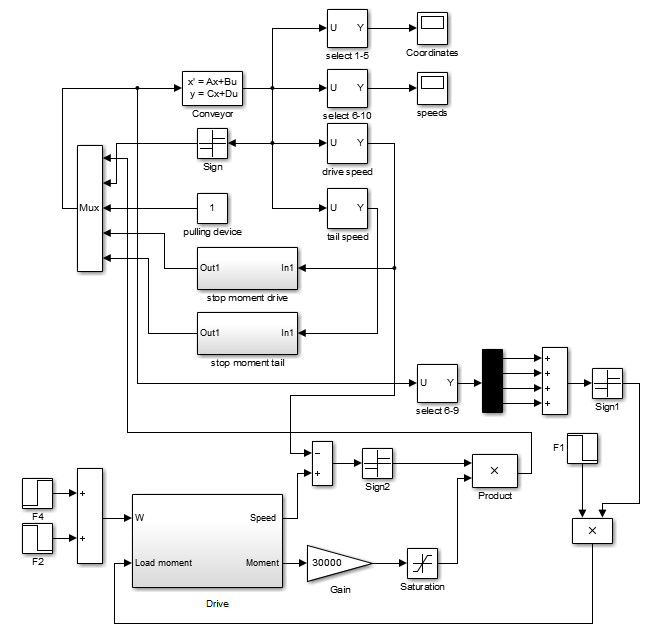 U Y
select 1-5
Coordinates
x' = Ax+Bu
y = Cx+Du
Conveyor
U Y
select 6-10
speeds
Sign
U Y
drive speed
Mux
1
pulling device
U Y
tail speed
Out1 In1
stop moment drive
Out1 In1
stop moment tail
U Y
select 6-9
+
+
+
+
Sign1
F1
−
+
Sign2
×
Product
F4
F2
+
+
W Speed
Load moment Moment
Drive
30000
Gain
Saturation
×